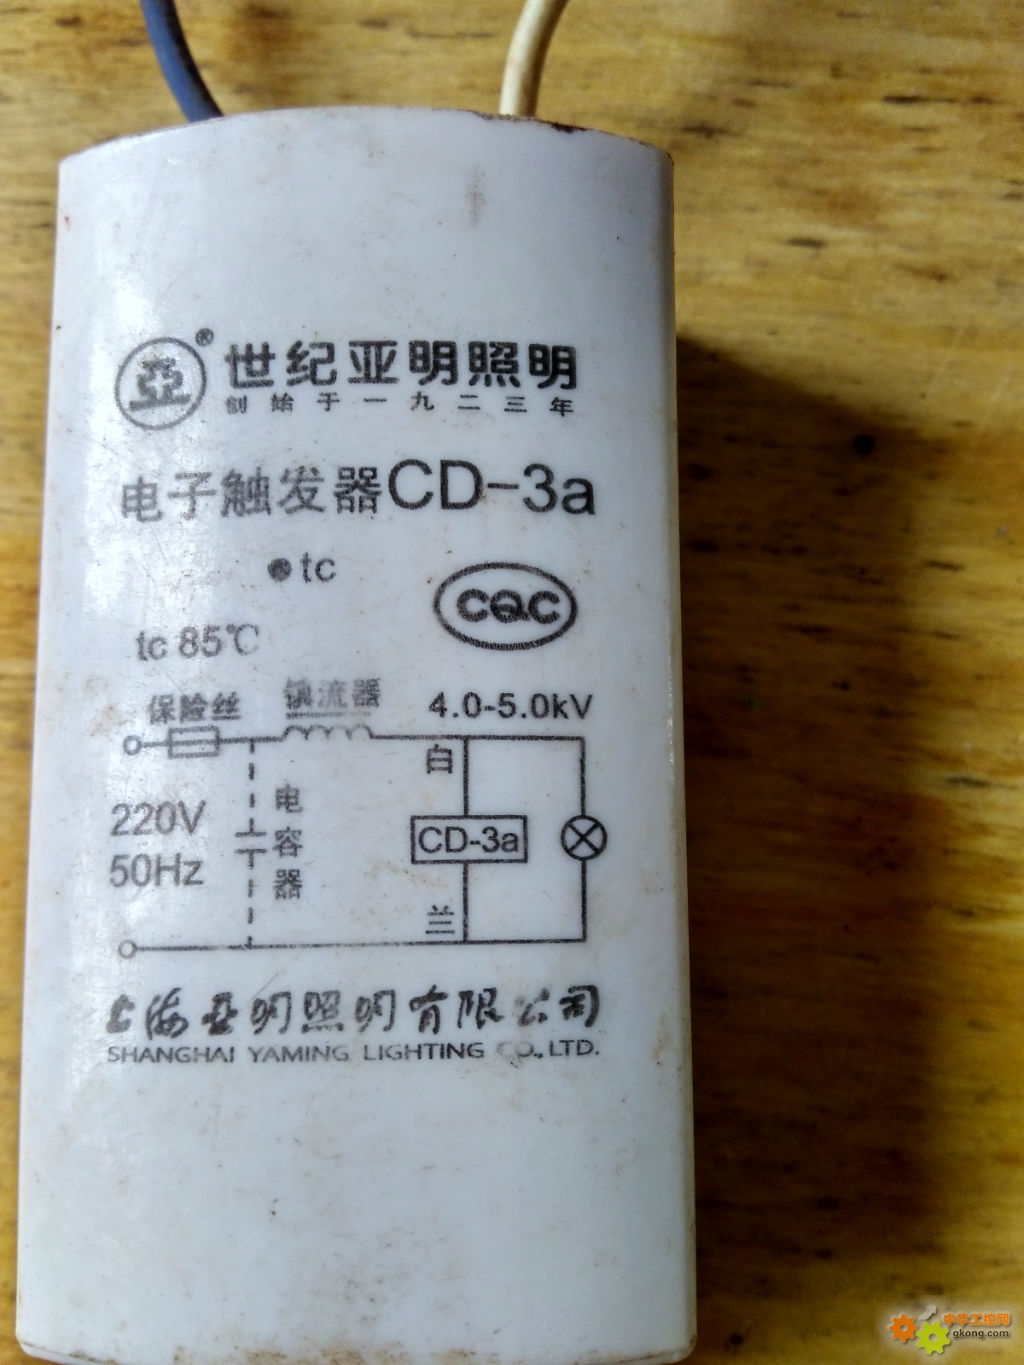 亞®
世纪亚明照明
创始于一九二三年
电子触发器CD-3a
tc
CQC
tc 85℃
保险丝 镇流器 4.0-5.0kV
白
220V
50Hz
电容器
CD-3a
兰
上海亚明照明有限公司
SHANGHAI YAMING LIGHTING CO.,LTD.
中华工控网
gkong.com